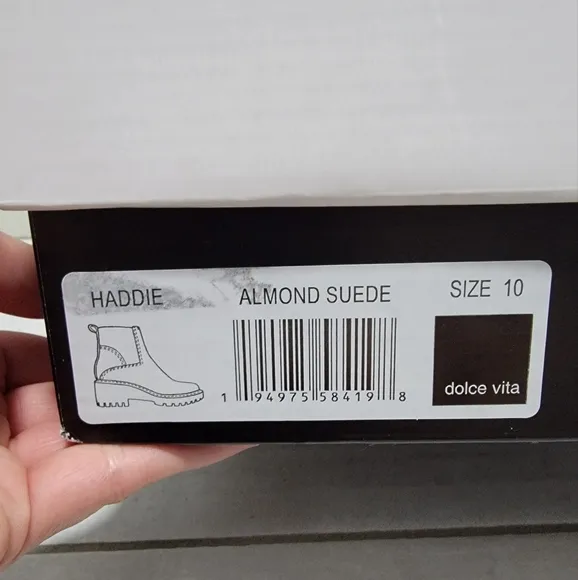 HADDIE
ALMOND SUEDE
SIZE 10
1 94975 58419 8
dolce vita